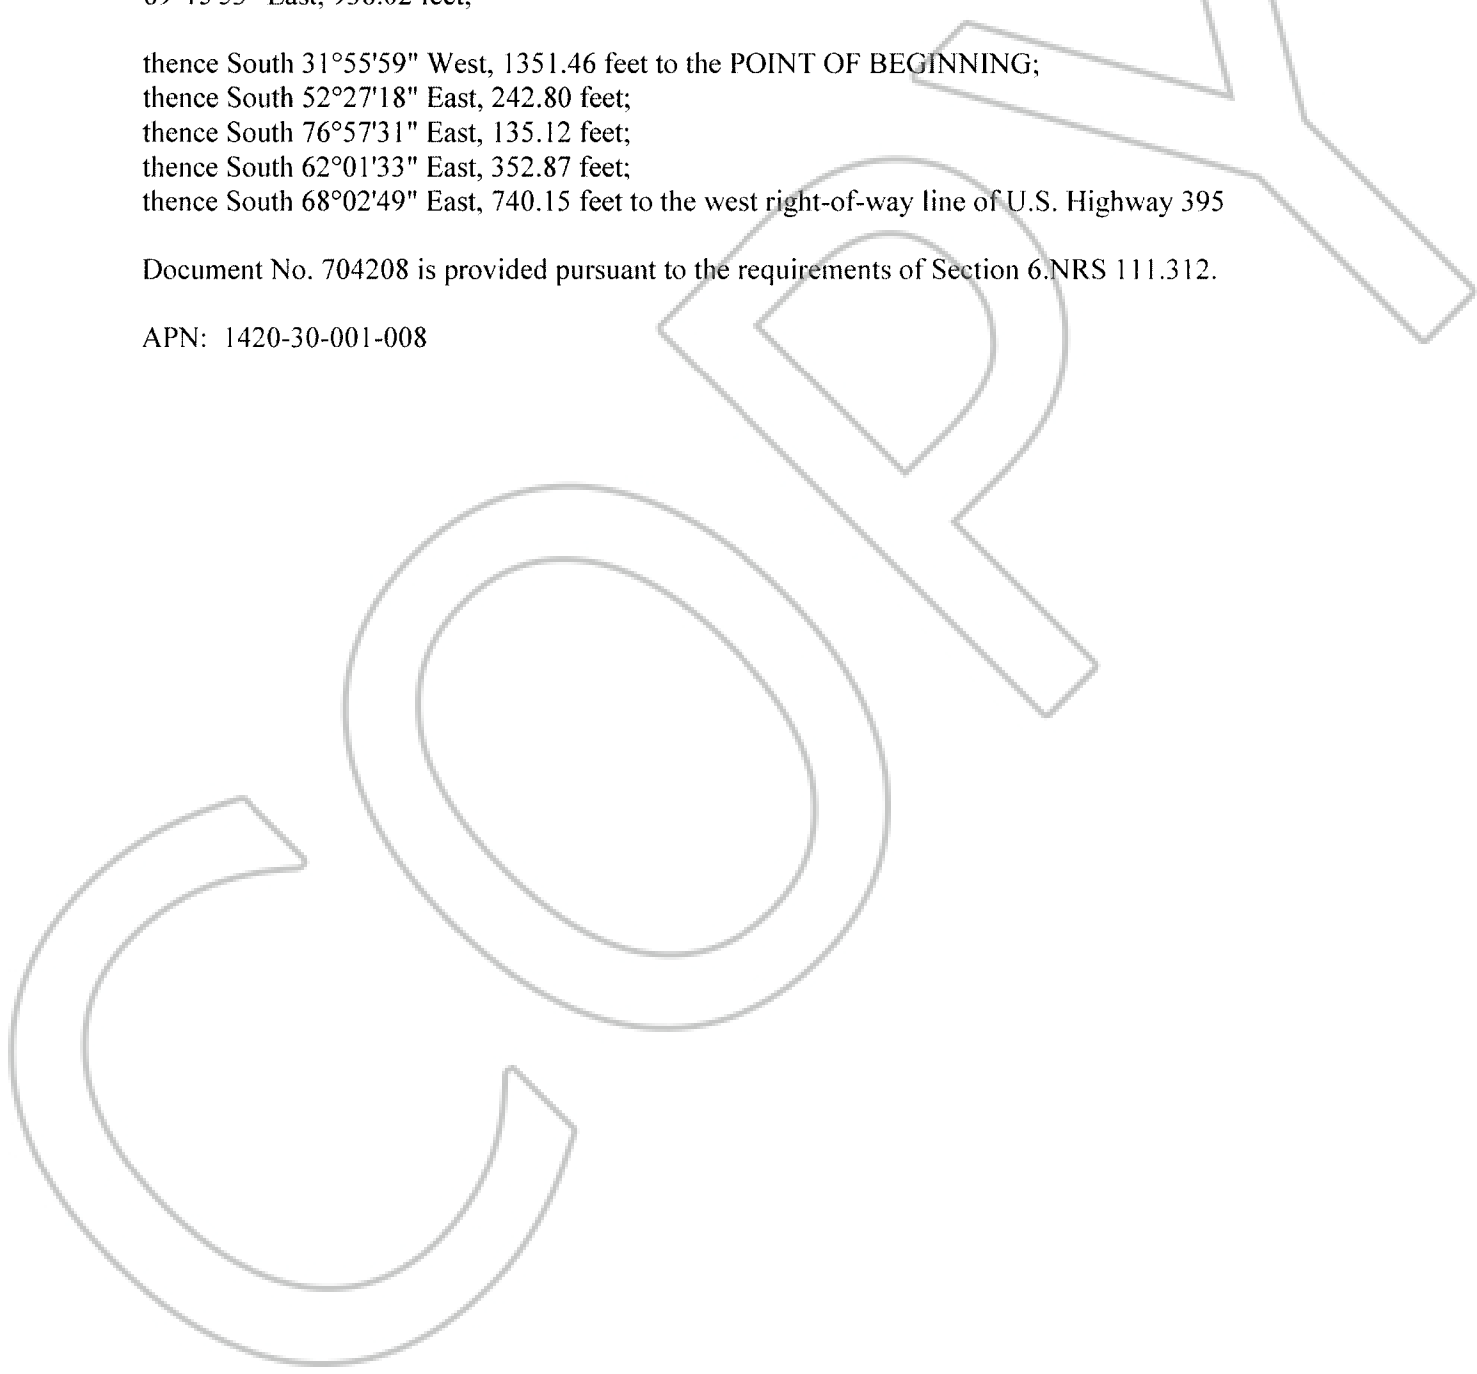 East, feet;
thence South 31°55'59" West, 1351.46 feet to the POINT OF BEGINNING;
thence South 52°27'18" East, 242.80 feet;
thence South 76°57'31" East, 135.12 feet;
thence South 62°01'33" East, 352.87 feet;
thence South 68°02'49" East, 740.15 feet to the west right-of-way line of U.S. Highway 395
Document No. 704208 is provided pursuant to the requirements of Section 6.NRS 111.312.
APN: 1420-30-001-008
COPY